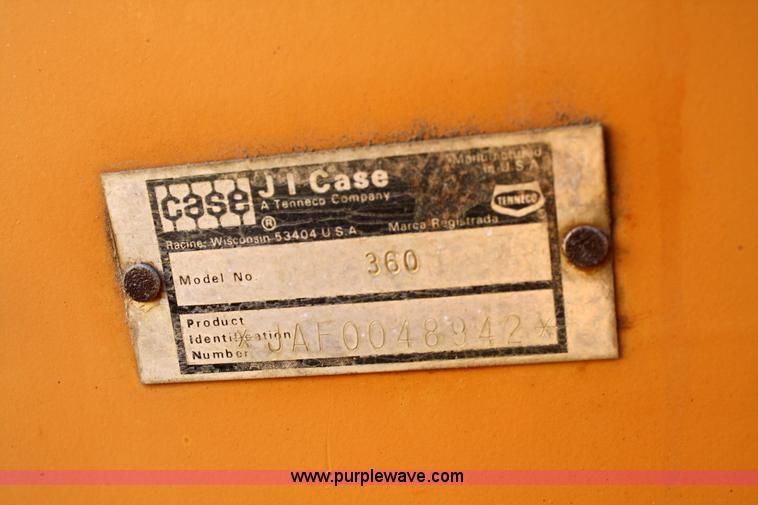 case
J I Case
A Tenneco Company
Manufactured
in U.S.A.
TENNECO
®
Racine, Wisconsin 53404 U.S.A.
Marca Registrada
Model No.
360
Product
Identification
Number
*JAF0048942*
www.purplewave.com